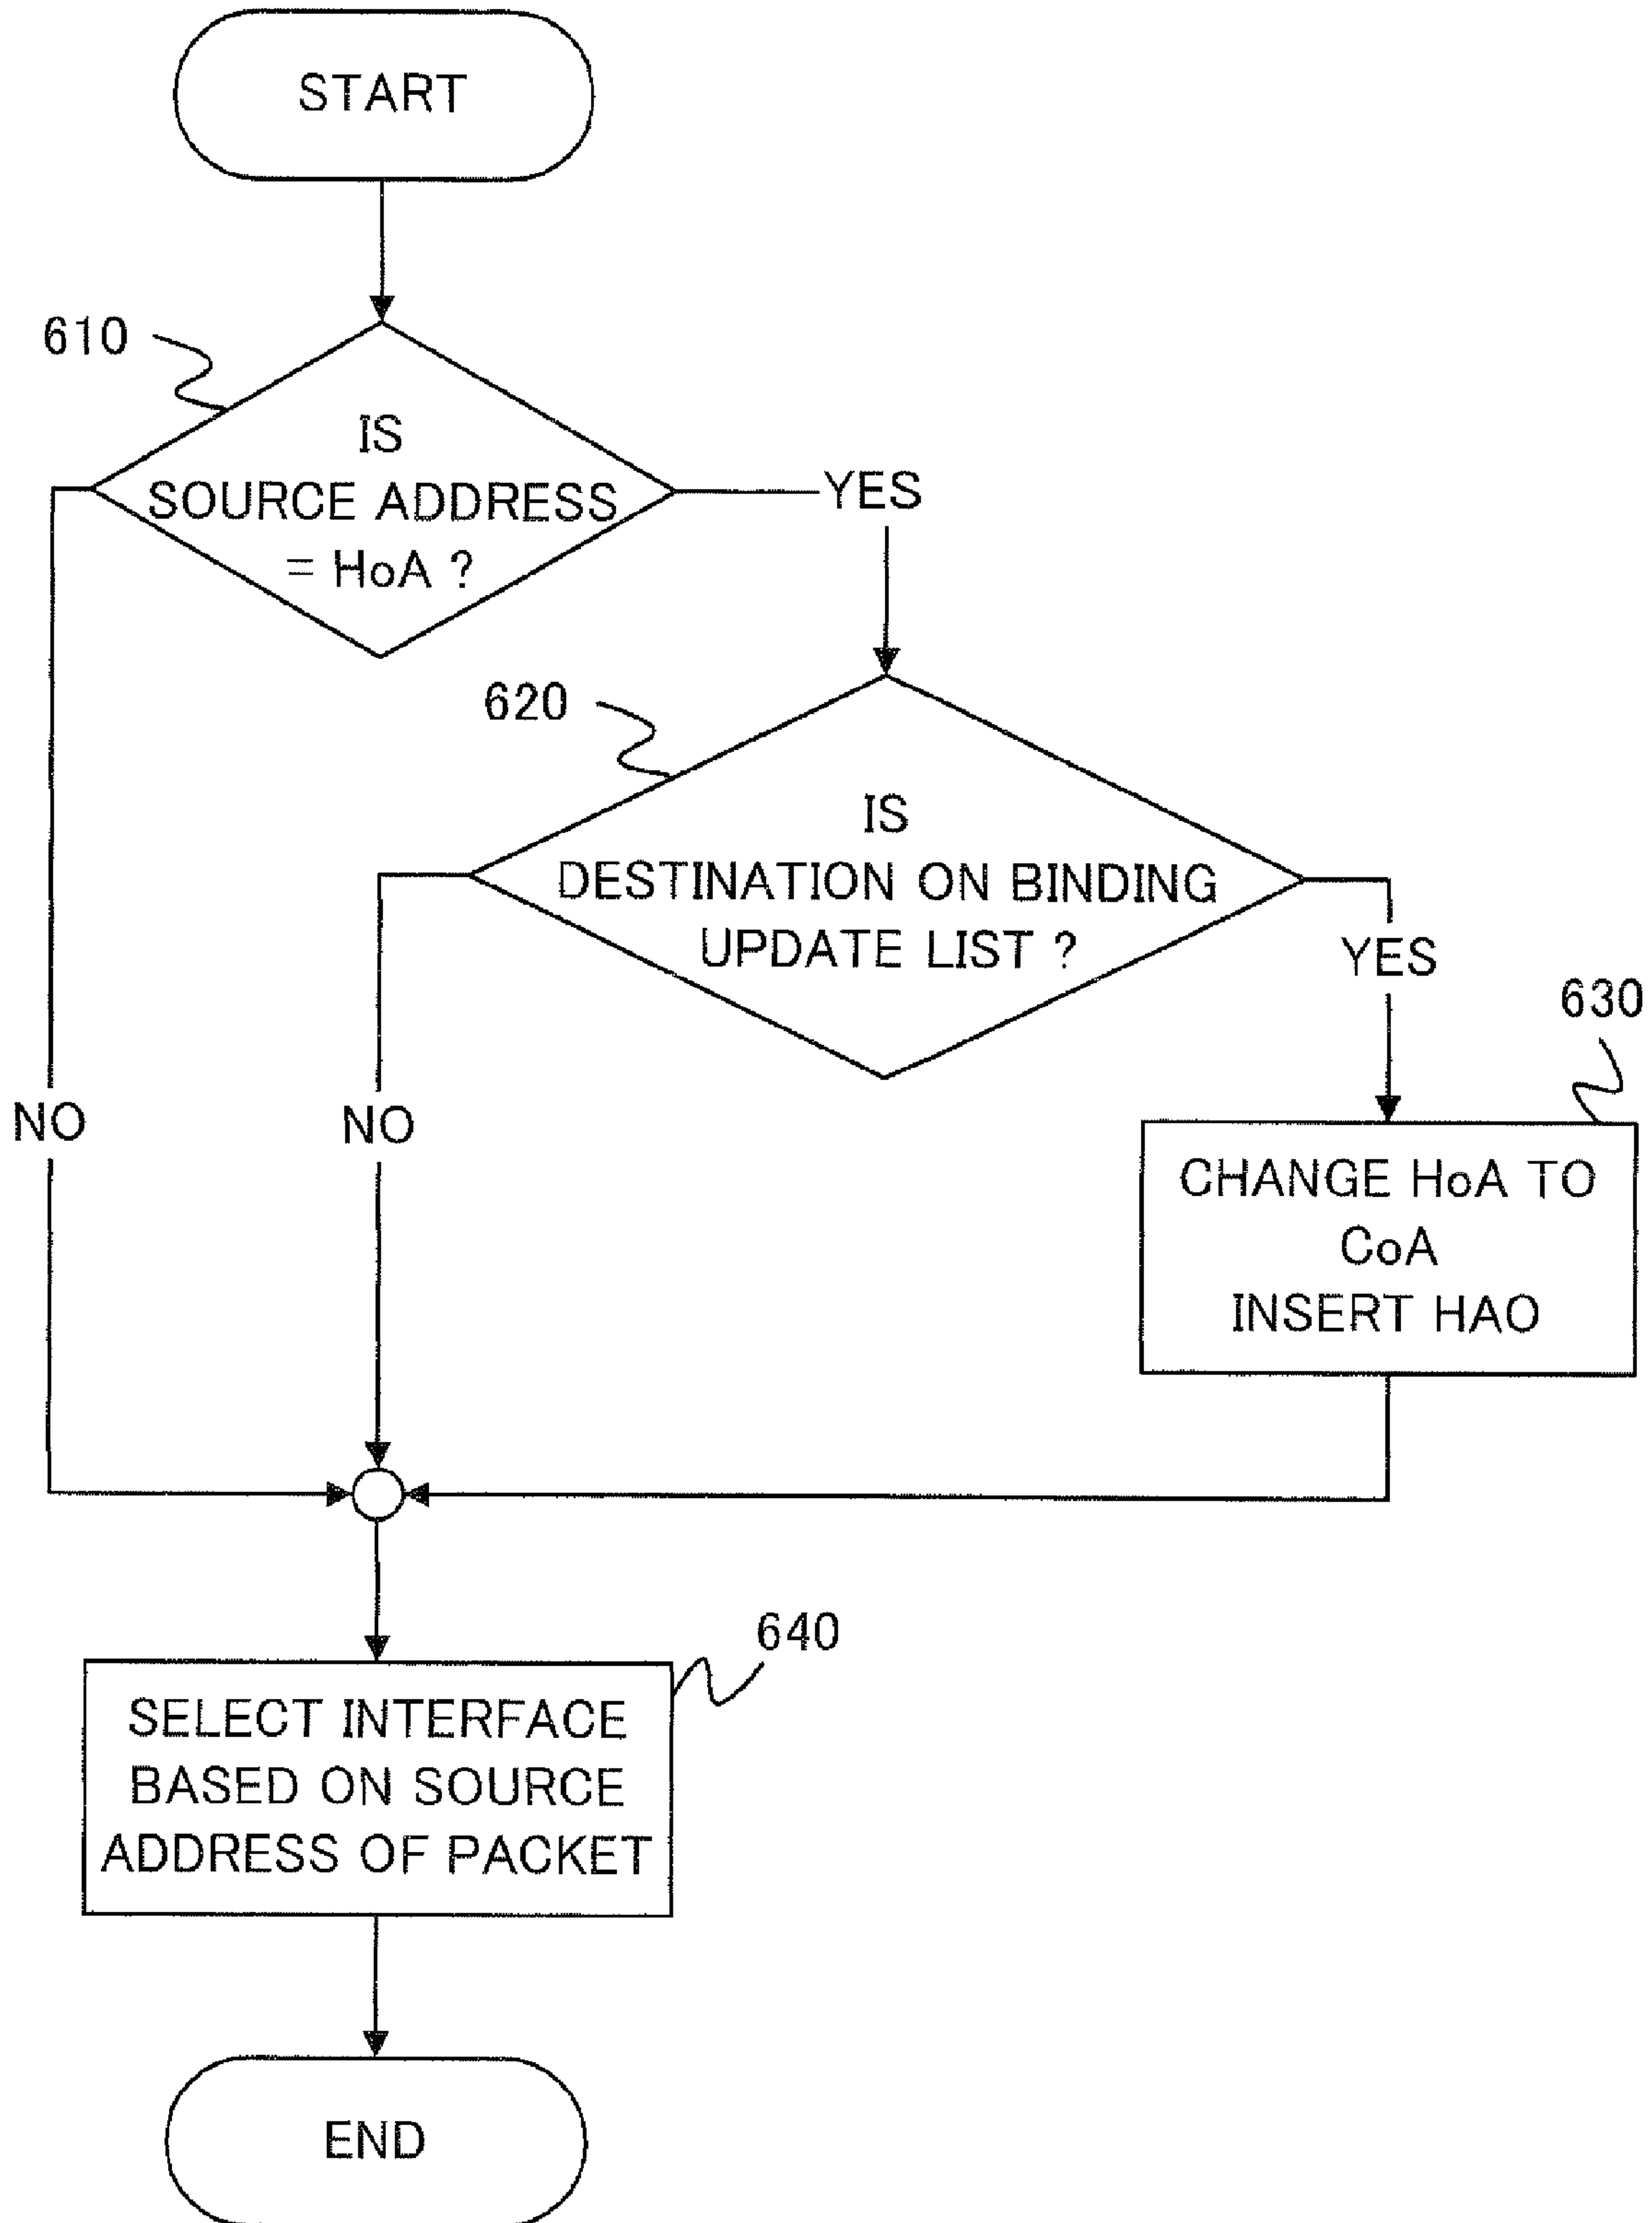 START
610
IS
SOURCE ADDRESS
= HoA ?
YES
620
IS
DESTINATION ON BINDING
UPDATE LIST ?
YES
630
NO
NO
CHANGE HoA TO
CoA
INSERT HAO
640
SELECT INTERFACE
BASED ON SOURCE
ADDRESS OF PACKET
END